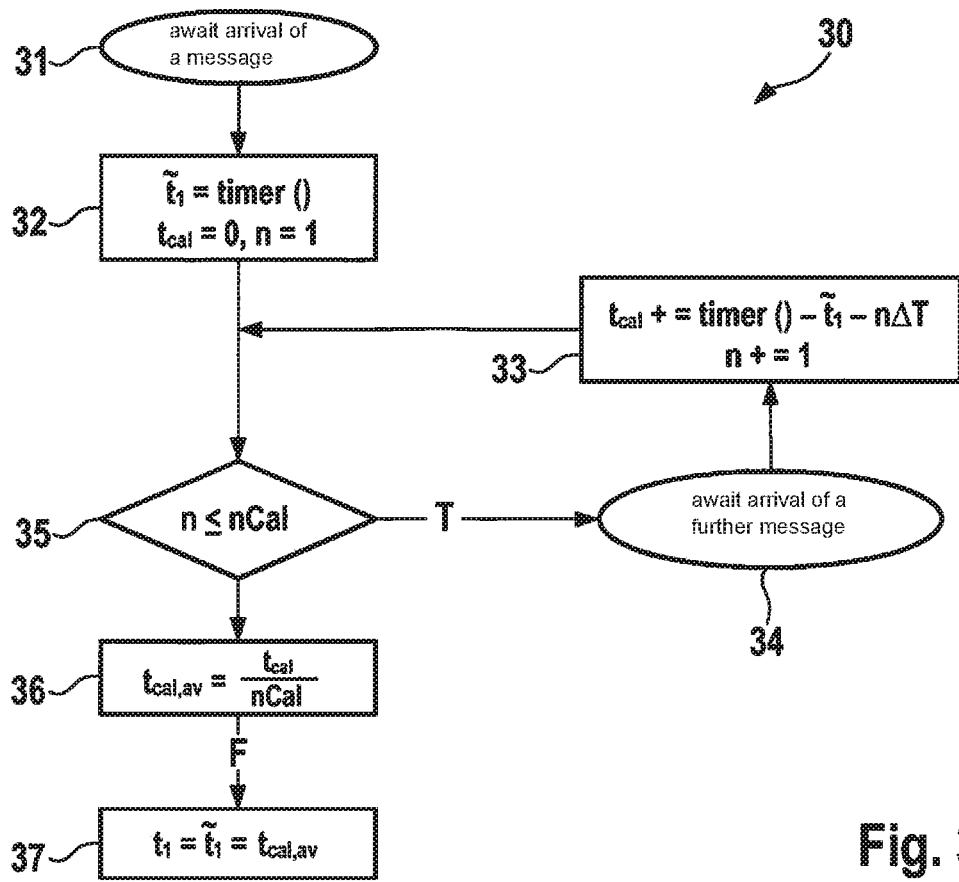 await arrival of
a message
31
30
t̃₁ = timer ()
t_cal = 0, n = 1
32
t_cal + = timer () – t̃₁ – nΔT
n + = 1
33
n ≤ nCal
35
T
await arrival of a
further message
34
t_cal,av = t_cal / nCal
36
F
t₁ = t̃₁ = t_cal,av
37
Fig.